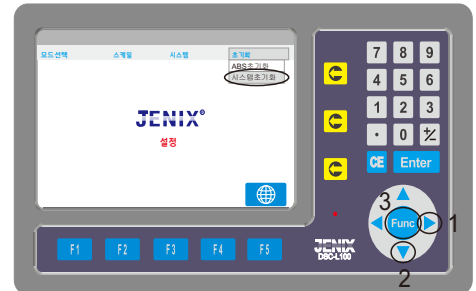 모드선택 스케일 시스템 초기화
ABS초기화
시스템초기화
JENIX®
설정
7 8 9
4 5 6
1 2 3
· 0 +/-
CE Enter
3
Func 1
2
F1 F2 F3 F4 F5
JENIX
DSC-L100